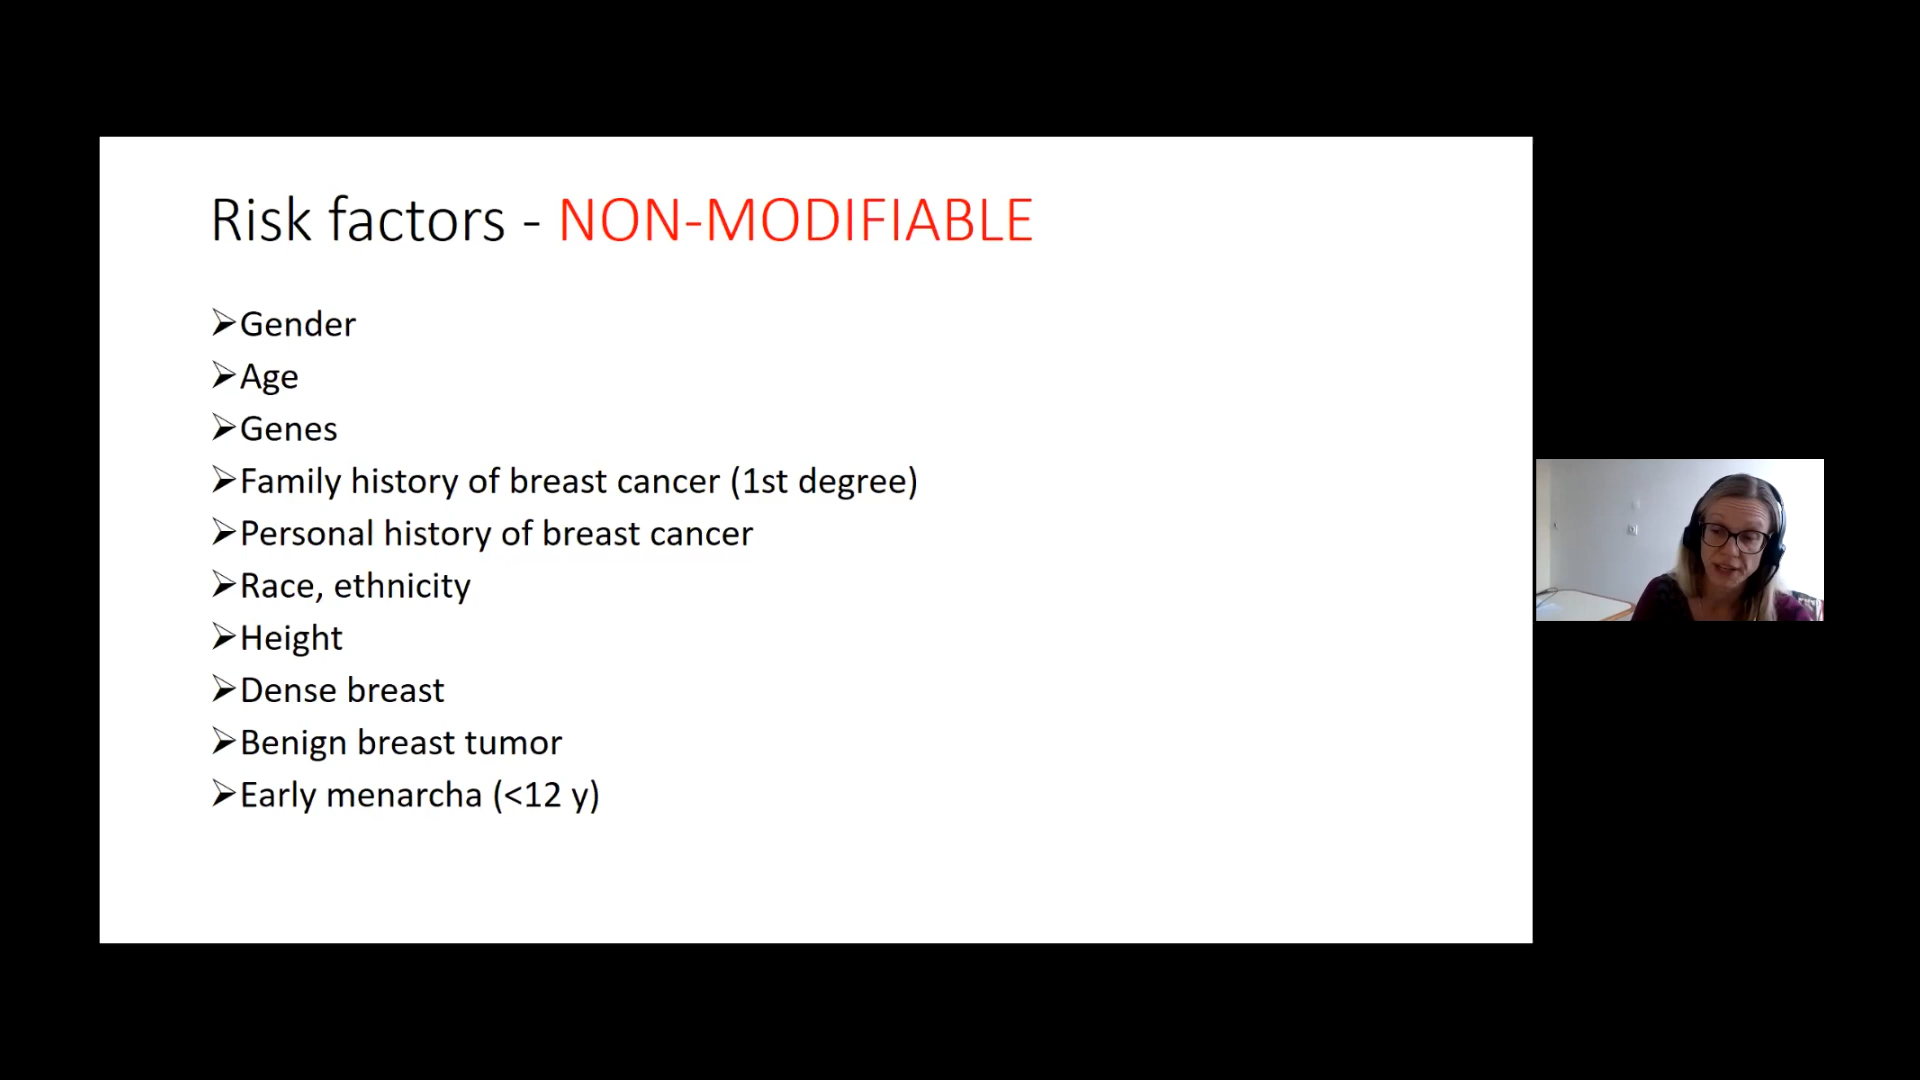 Risk factors - NON-MODIFIABLE
➢Gender
➢Age
➢Genes
➢Family history of breast cancer (1st degree)
➢Personal history of breast cancer
➢Race, ethnicity
➢Height
➢Dense breast
➢Benign breast tumor
➢Early menarcha (<12 y)